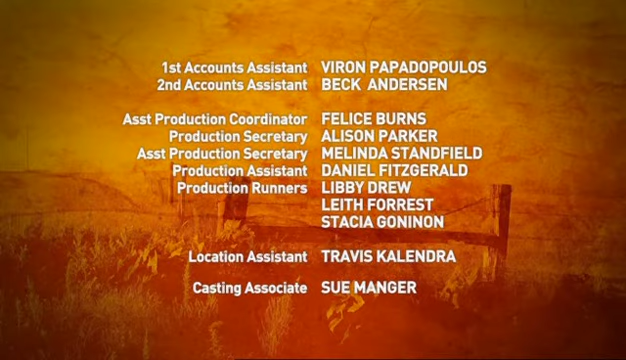 1st Accounts Assistant VIRON PAPADOPOULOS
2nd Accounts Assistant BECK ANDERSEN
Asst Production Coordinator FELICE BURNS
Production Secretary ALISON PARKER
Asst Production Secretary MELINDA STANDFIELD
Production Assistant DANIEL FITZGERALD
Production Runners LIBBY DREW
LEITH FORREST
STACIA GONINON
Location Assistant TRAVIS KALENDRA
Casting Associate SUE MANGER